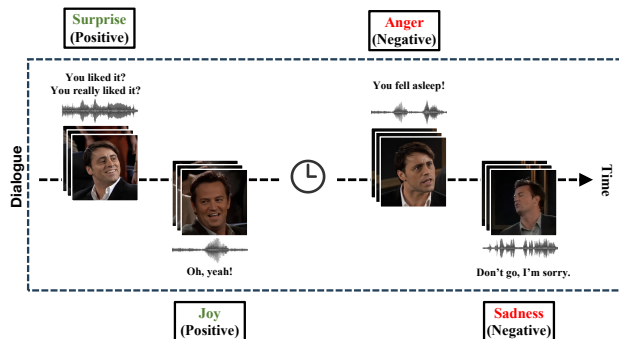 Surprise
(Positive)
Anger
(Negative)
You liked it?
You really liked it?
You fell asleep!
Dialogue
Time
Oh, yeah!
Don't go, I'm sorry.
Joy
(Positive)
Sadness
(Negative)